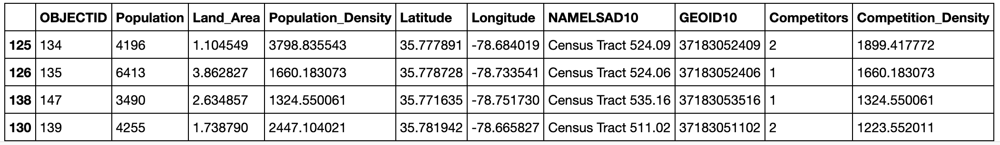 OBJECTID Population Land_Area Population_Density Latitude Longitude NAMELSAD10 GEOID10 Competitors Competition_Density
125 134 4196 1.104549 3798.835543 35.777891 -78.684019 Census Tract 524.09 37183052409 2 1899.417772
126 135 6413 3.862827 1660.183073 35.778728 -78.733541 Census Tract 524.06 37183052406 1 1660.183073
138 147 3490 2.634857 1324.550061 35.771635 -78.751730 Census Tract 535.16 37183053516 1 1324.550061
130 139 4255 1.738790 2447.104021 35.781942 -78.665827 Census Tract 511.02 37183051102 2 1223.552011